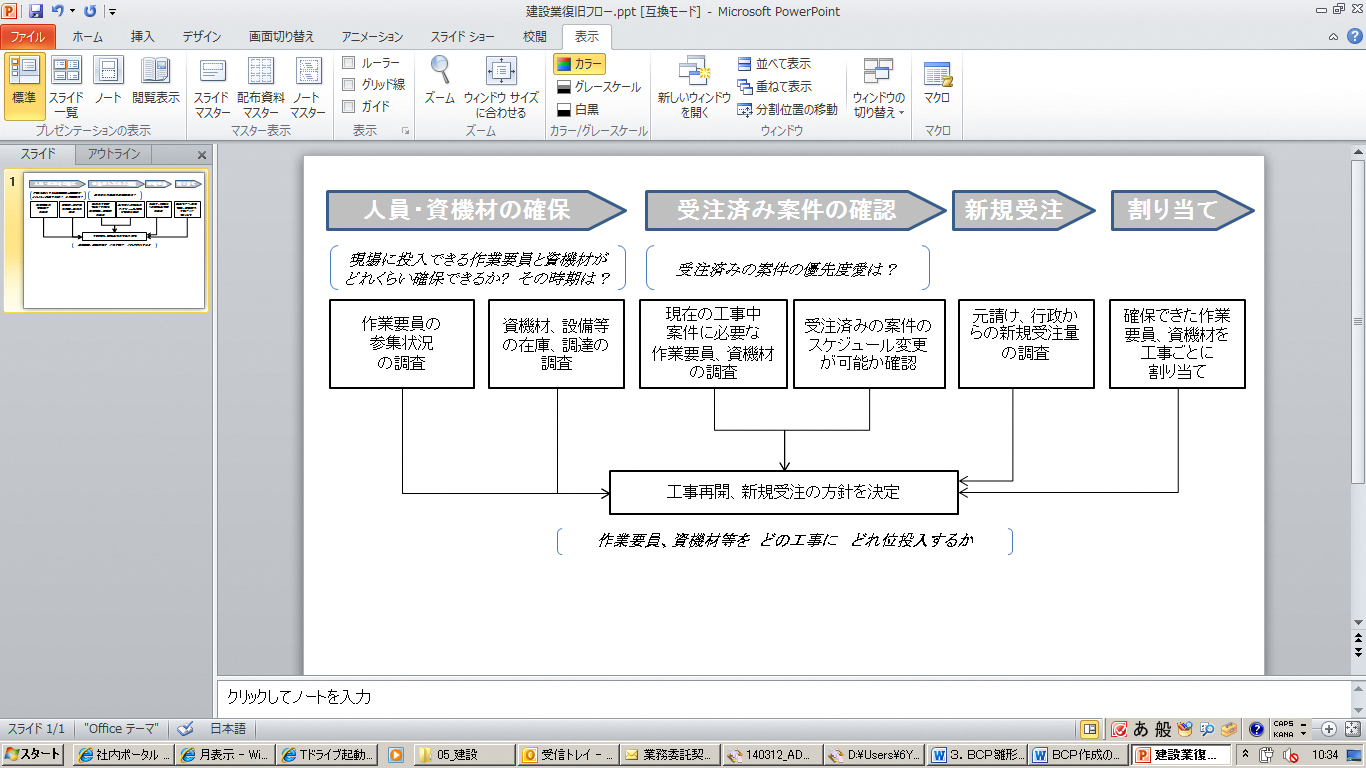 建設業復旧フロー.ppt [互換モード] - Microsoft PowerPoint
ファイル ホーム 挿入 デザイン 画面切り替え アニメーション スライド ショー 校閲 表示
標準
スライド
一覧
ノート
閲覧表示
プレゼンテーションの表示
スライド
マスター
配布資料
マスター
ノート
マスター
マスター表示
ルーラー
グリッド線
ガイド
表示
ズーム
ウィンドウ サイズ
に合わせる
ズーム
カラー
グレースケール
白黒
カラー/グレースケール
新しいウィンドウ
を開く
並べて表示
重ねて表示
分割位置の移動
ウィンドウの
切り替え
ウィンドウ
マクロ
マクロ
スライド アウトライン
1
人員・資機材の確保 受注済み案件の確認 新規受注 割り当て
現場に投入できる作業要員と資機材が
どれくらい確保できるか? その時期は？
受注済みの案件の優先度愛は？
作業要員の
参集状況
の調査
資機材、設備等
の在庫、調達の
調査
現在の工事中
案件に必要な
作業要員、資機材
の調査
受注済みの案件の
スケジュール変更
が可能か確認
元請け、行政か
らの新規受注量
の調査
確保できた作業
要員、資機材を
工事ごとに
割り当て
工事再開、新規受注の方針を決定
作業要員、資機材等を どの工事に どれ位投入するか
クリックしてノートを入力
スライド 1/1 "Office テーマ" 日本語
あ 般 CAPS
KANA
スタート 社内ポータル ... 月表示 - Wi... Tドライブ起動... 05_建設 受信トレイ - ... 業務委託契... 140312_AD... D:¥Users¥6Y... 3．BCP雛形... BCP作成の... 建設業復... 10:34